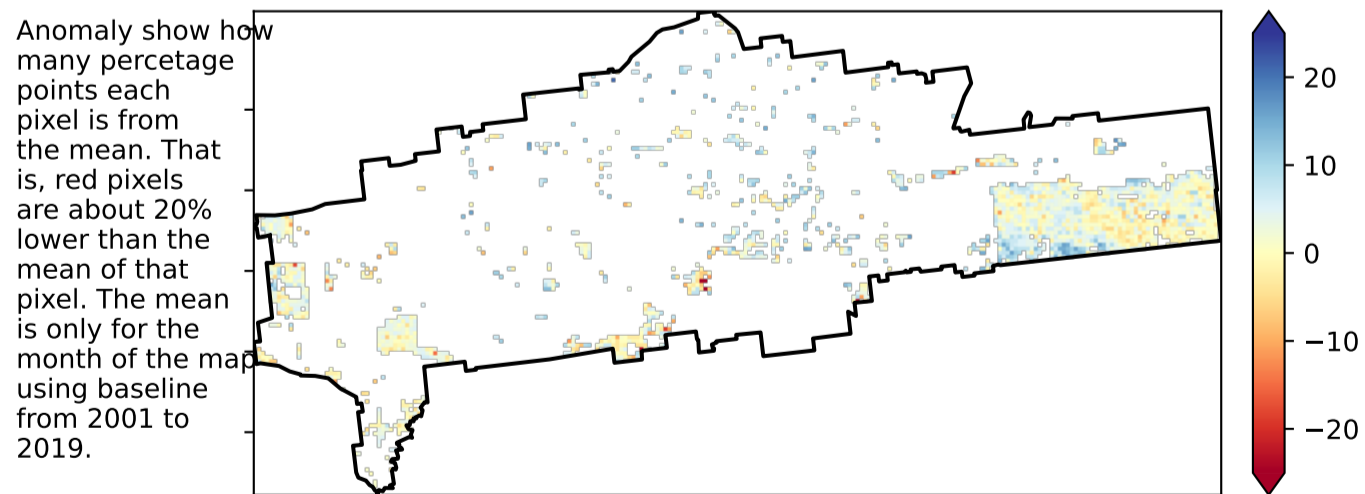 Anomaly show how
many percetage
points each
pixel is from
the mean. That
is, red pixels
are about 20%
lower than the
mean of that
pixel. The mean
is only for the
month of the map
using baseline
from 2001 to
2019.
20
10
0
−10
−20